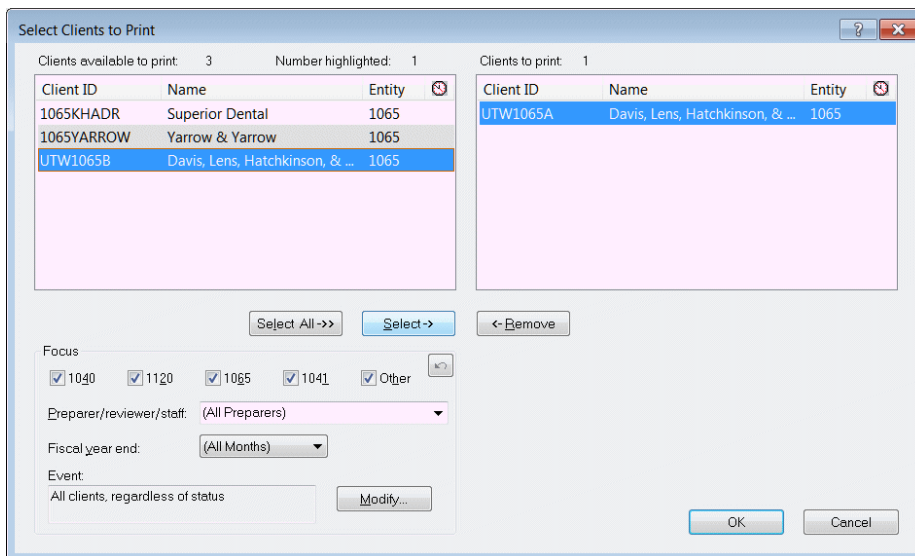 Select Clients to Print
Clients available to print: 3 Number highlighted: 1
Client ID Name Entity
1065KHADR Superior Dental 1065
1065YARROW Yarrow & Yarrow 1065
UTW1065B Davis, Lens, Hatchkinson, & ... 1065
Clients to print: 1
Client ID Name Entity
UTW1065A Davis, Lens, Hatchkinson, & ... 1065
Select All->> Select-> <-Remove
Focus
1040 1120 1065 1041 Other
Preparer/reviewer/staff: (All Preparers)
Fiscal year end: (All Months)
Event:
All clients, regardless of status
Modify...
OK Cancel